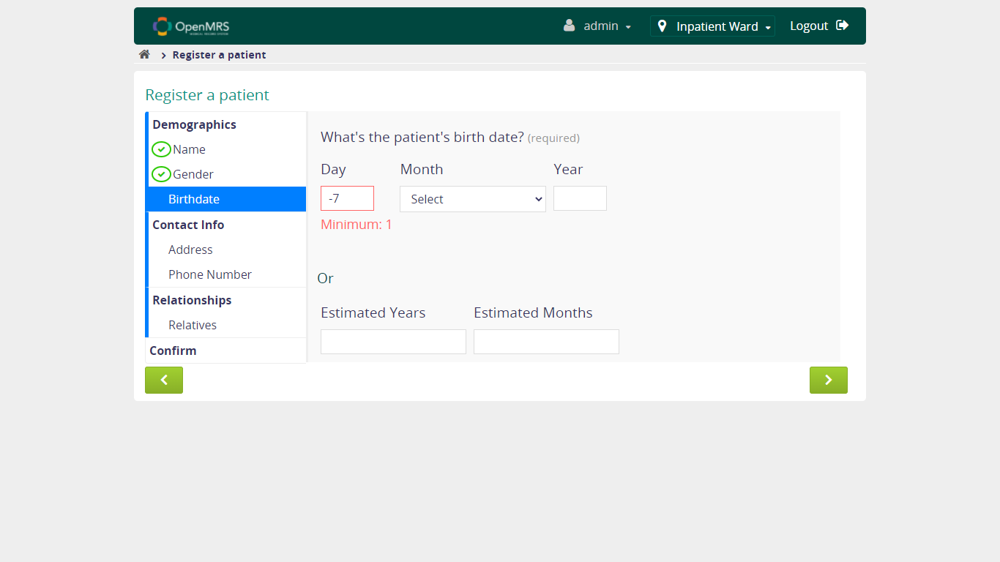 OpenMRS
admin
Inpatient Ward
Logout
Register a patient
Register a patient
Demographics
Name
Gender
Birthdate
Contact Info
Address
Phone Number
Relationships
Relatives
Confirm
What's the patient's birth date? (required)
Day Month Year
-7 Select
Minimum: 1
Or
Estimated Years Estimated Months